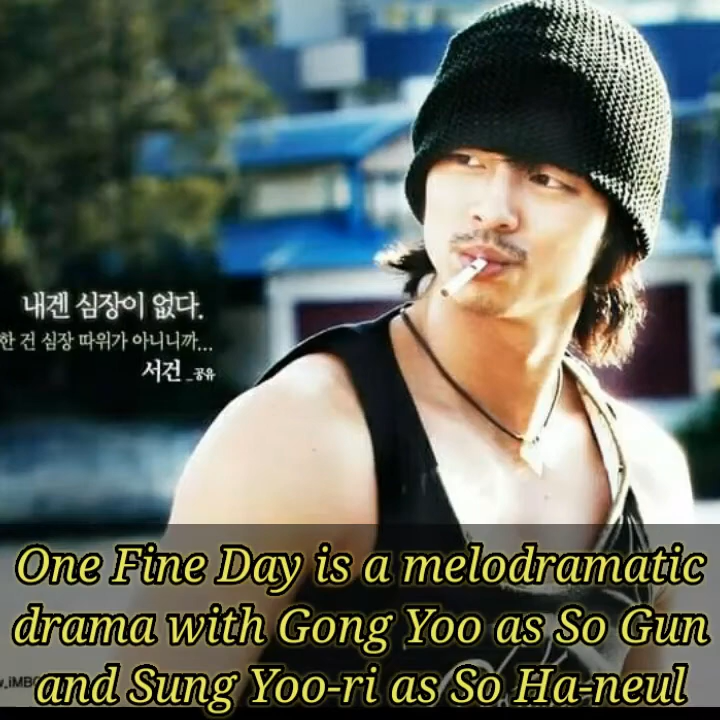 내겐 심장이 없다.
한 건 심장 따위가 아니니까...
서건 _공유
One Fine Day is a melodramatic
drama with Gong Yoo as So Gun
and Sung Yoo-ri as So Ha-neul